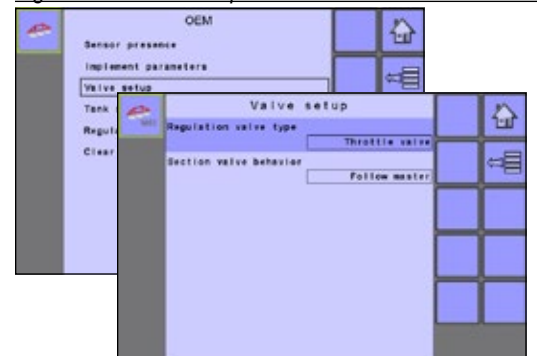 OEM
Sensor presence
Implement parameters
Valve setup
Tank
Regula
Clear
Valve setup
Regulation valve type
Throttle valve
Section valve behavior
Follow master